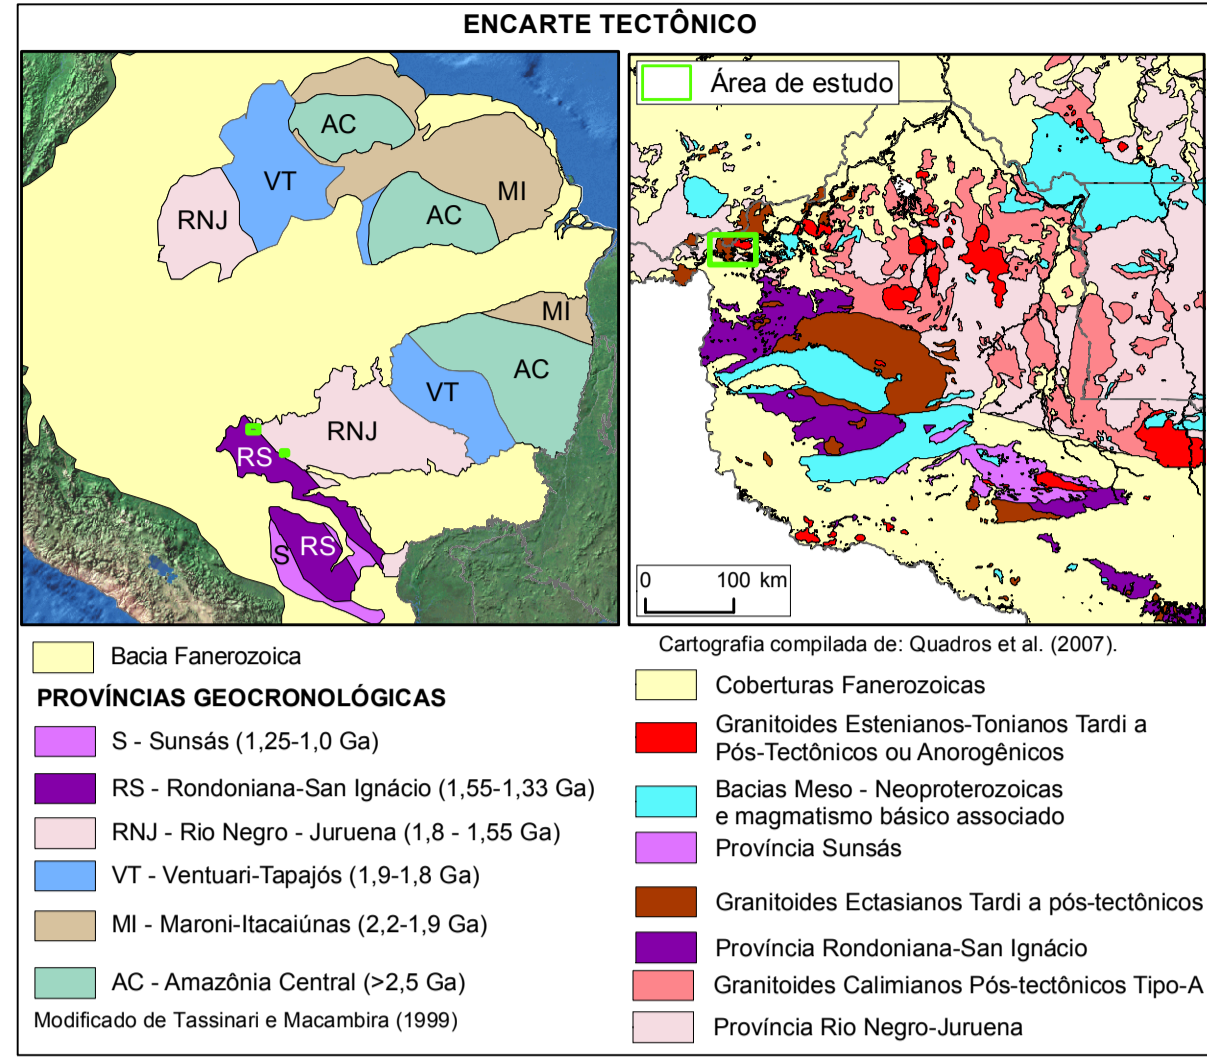 ENCARTE TECTÔNICO
AC
VT
MI
RNJ
AC
MI
AC
VT
RNJ
RS
RS
S
Área de estudo
0 100 km
Bacia Fanerozoica
PROVÍNCIAS GEOCRONOLÓGICAS
S - Sunsás (1,25-1,0 Ga)
RS - Rondoniana-San Ignácio (1,55-1,33 Ga)
RNJ - Rio Negro - Juruena (1,8 - 1,55 Ga)
VT - Ventuari-Tapajós (1,9-1,8 Ga)
MI - Maroni-Itacaiúnas (2,2-1,9 Ga)
AC - Amazônia Central (>2,5 Ga)
Modificado de Tassinari e Macambira (1999)
Cartografia compilada de: Quadros et al. (2007).
Coberturas Fanerozoicas
Granitoides Estenianos-Tonianos Tardi a
Pós-Tectônicos ou Anorogênicos
Bacias Meso - Neoproterozoicas
e magmatismo básico associado
Província Sunsás
Granitoides Ectasianos Tardi a pós-tectônicos
Província Rondoniana-San Ignácio
Granitoides Calimianos Pós-tectônicos Tipo-A
Província Rio Negro-Juruena